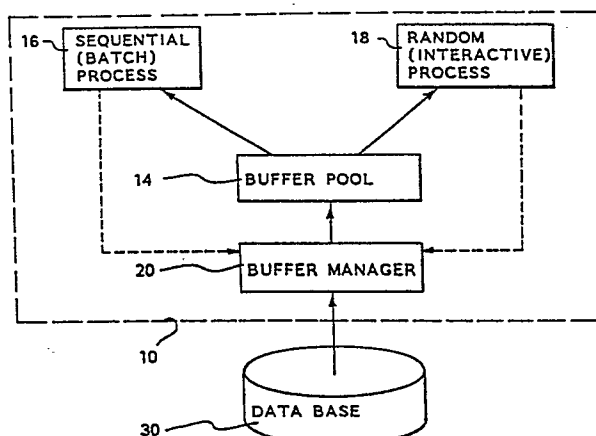 16
SEQUENTIAL
(BATCH)
PROCESS
18
RANDOM
(INTERACTIVE)
PROCESS
14
BUFFER POOL
20
BUFFER MANAGER
10
DATA BASE
30